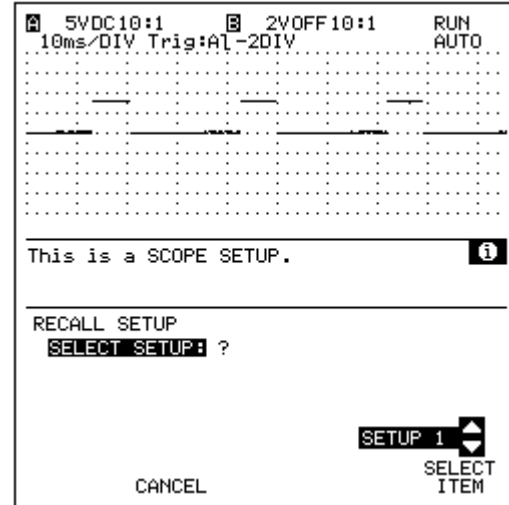 A 5VDC10:1 B 2VOFF10:1 RUN
10ms/DIV Trig:A↓-2DIV AUTO
This is a SCOPE SETUP.
i
RECALL SETUP
SELECT SETUP: ?
SETUP 1
CANCEL
SELECT
ITEM